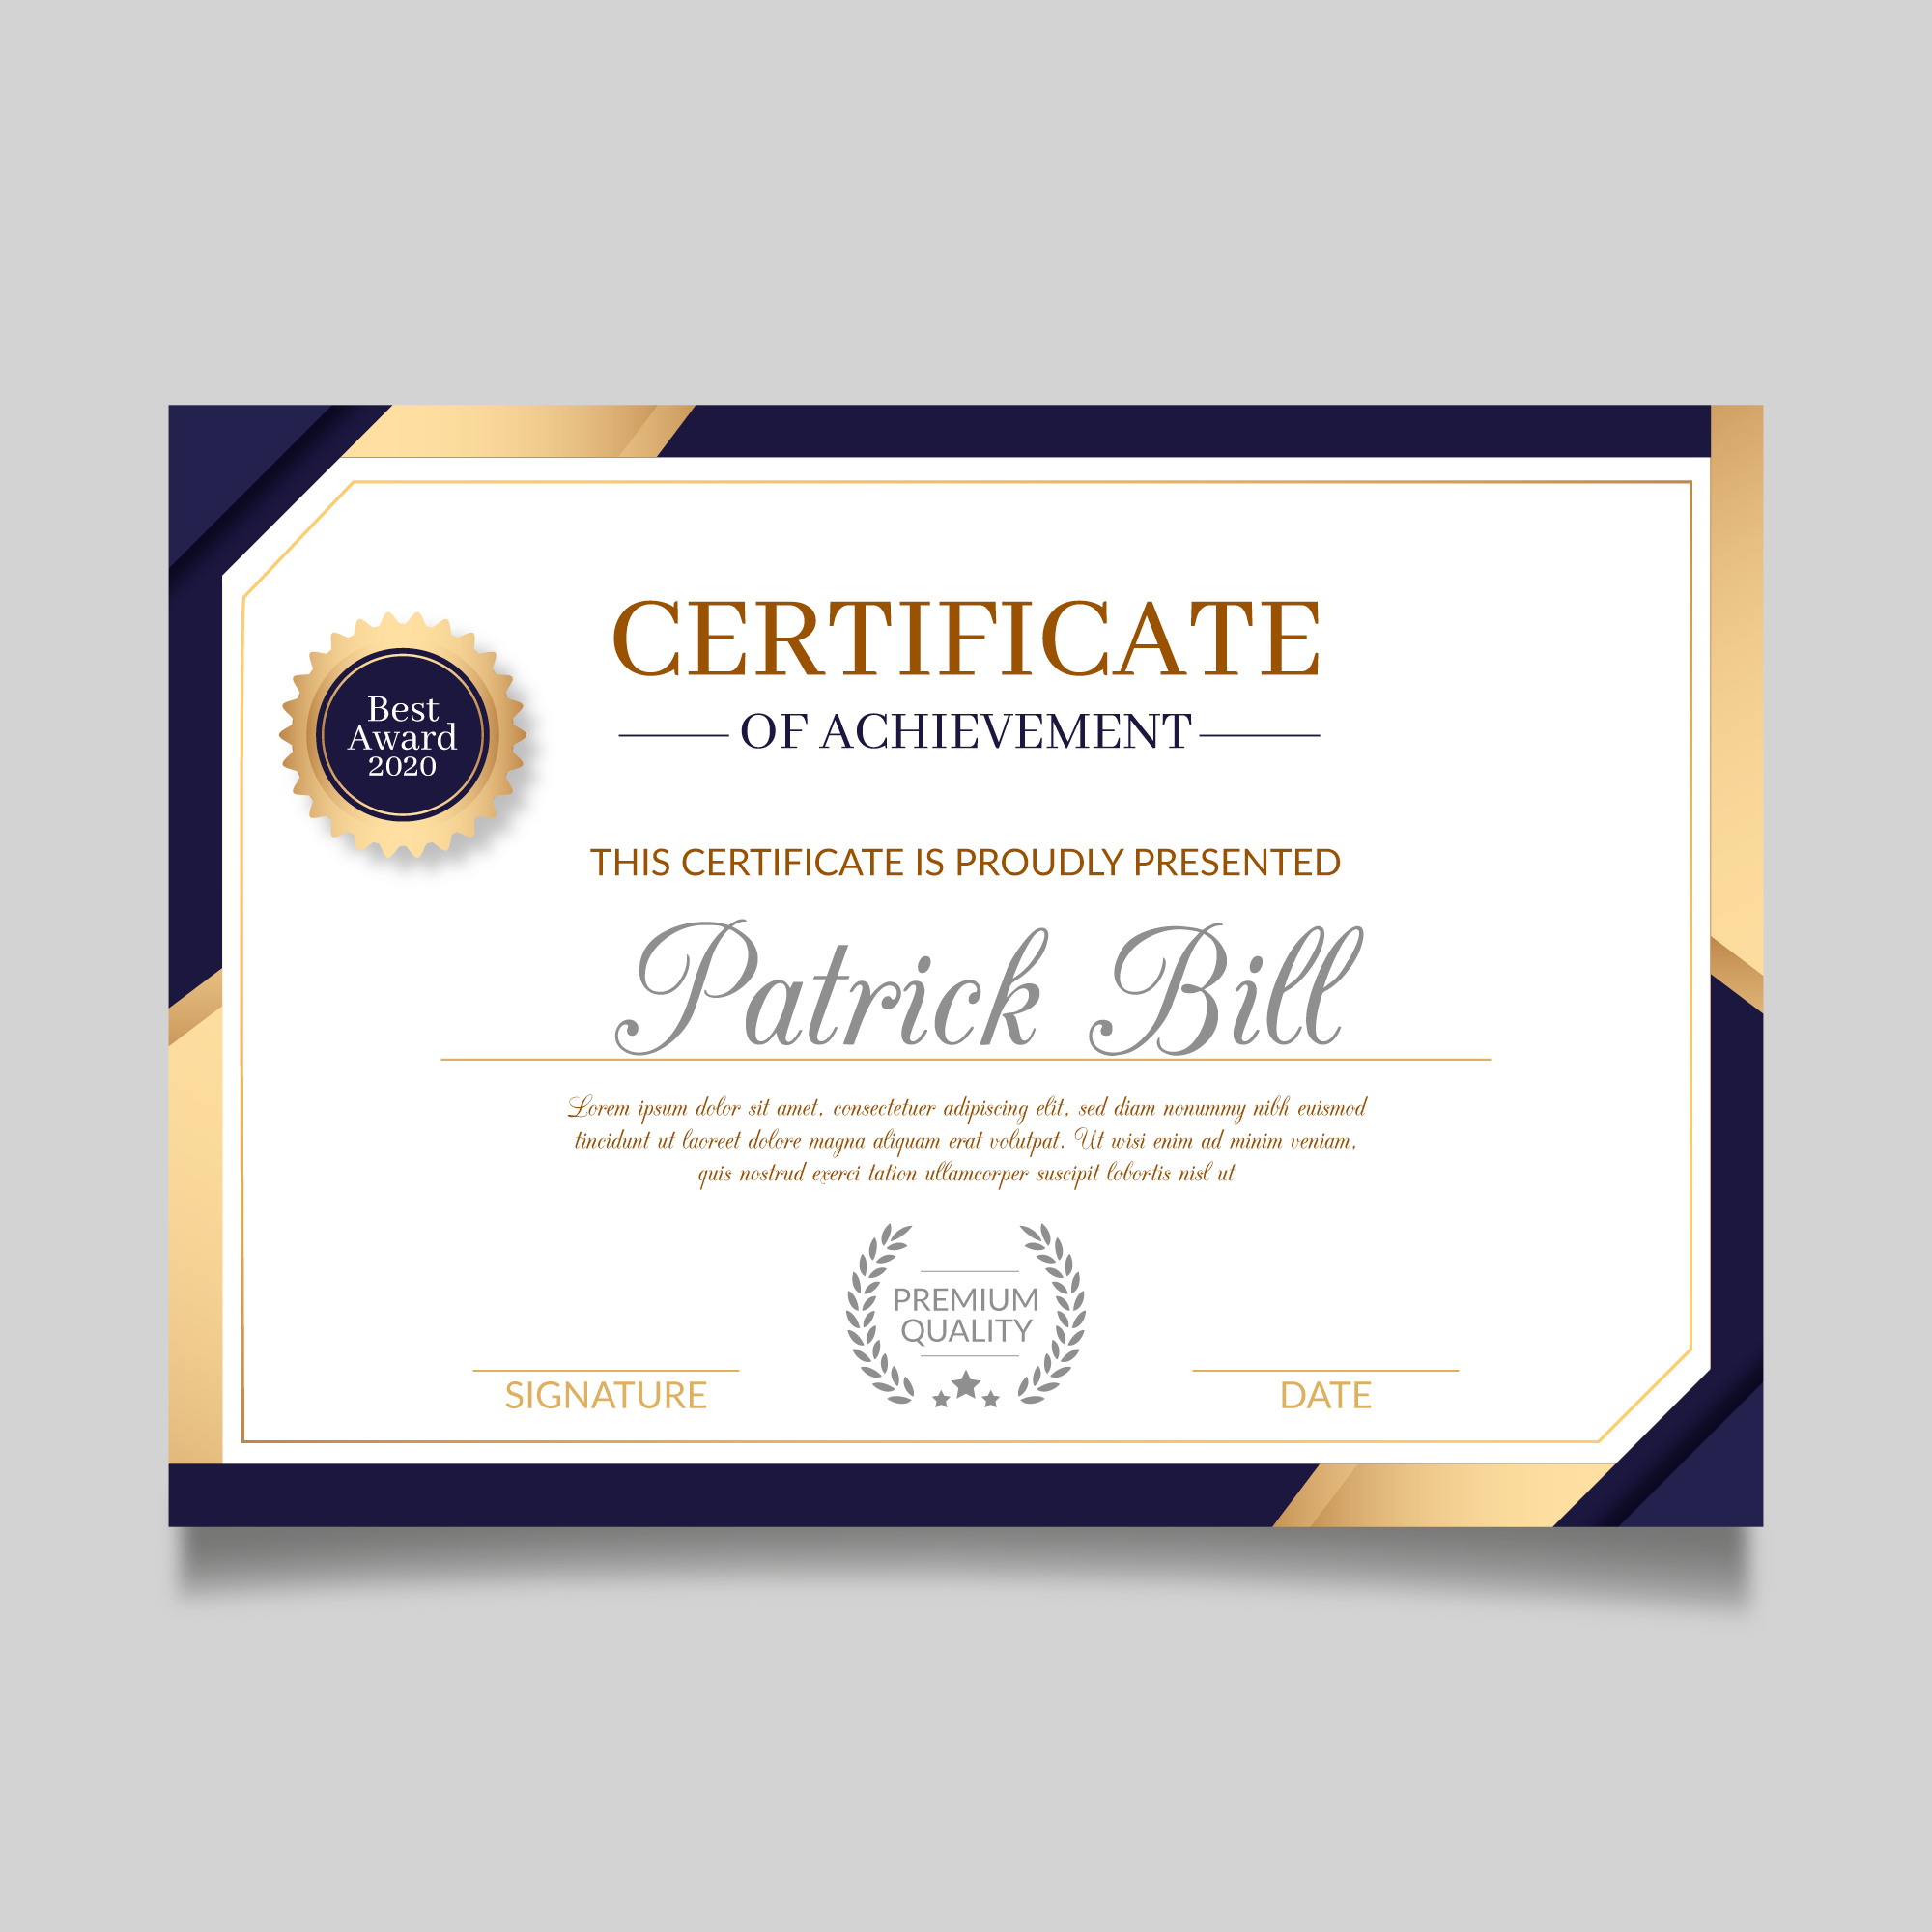 CERTIFICATE
OF ACHIEVEMENT
Best
Award
2020
THIS CERTIFICATE IS PROUDLY PRESENTED
Patrick Bill
Lorem ipsum dolor sit amet, consectetuer adipiscing elit, sed diam nonummy nibh euismod
tincidunt ut laoreet dolore magna aliquam erat volutpat. Ut wisi enim ad minim veniam,
quis nostrud exerci tation ullamcorper suscipit lobortis nisl ut
PREMIUM
QUALITY
SIGNATURE
DATE